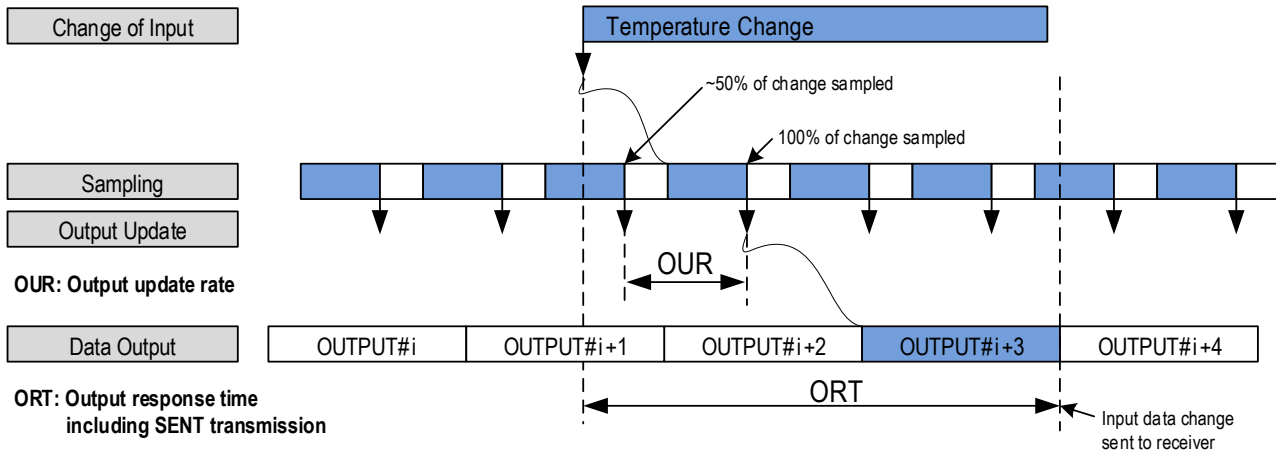 Change of Input
Temperature Change
~50% of change sampled
100% of change sampled
Sampling
Output Update
OUR
OUR: Output update rate
Data Output
OUTPUT#i
OUTPUT#i+1
OUTPUT#i+2
OUTPUT#i+3
OUTPUT#i+4
ORT: Output response time
including SENT transmission
ORT
Input data change
sent to receiver